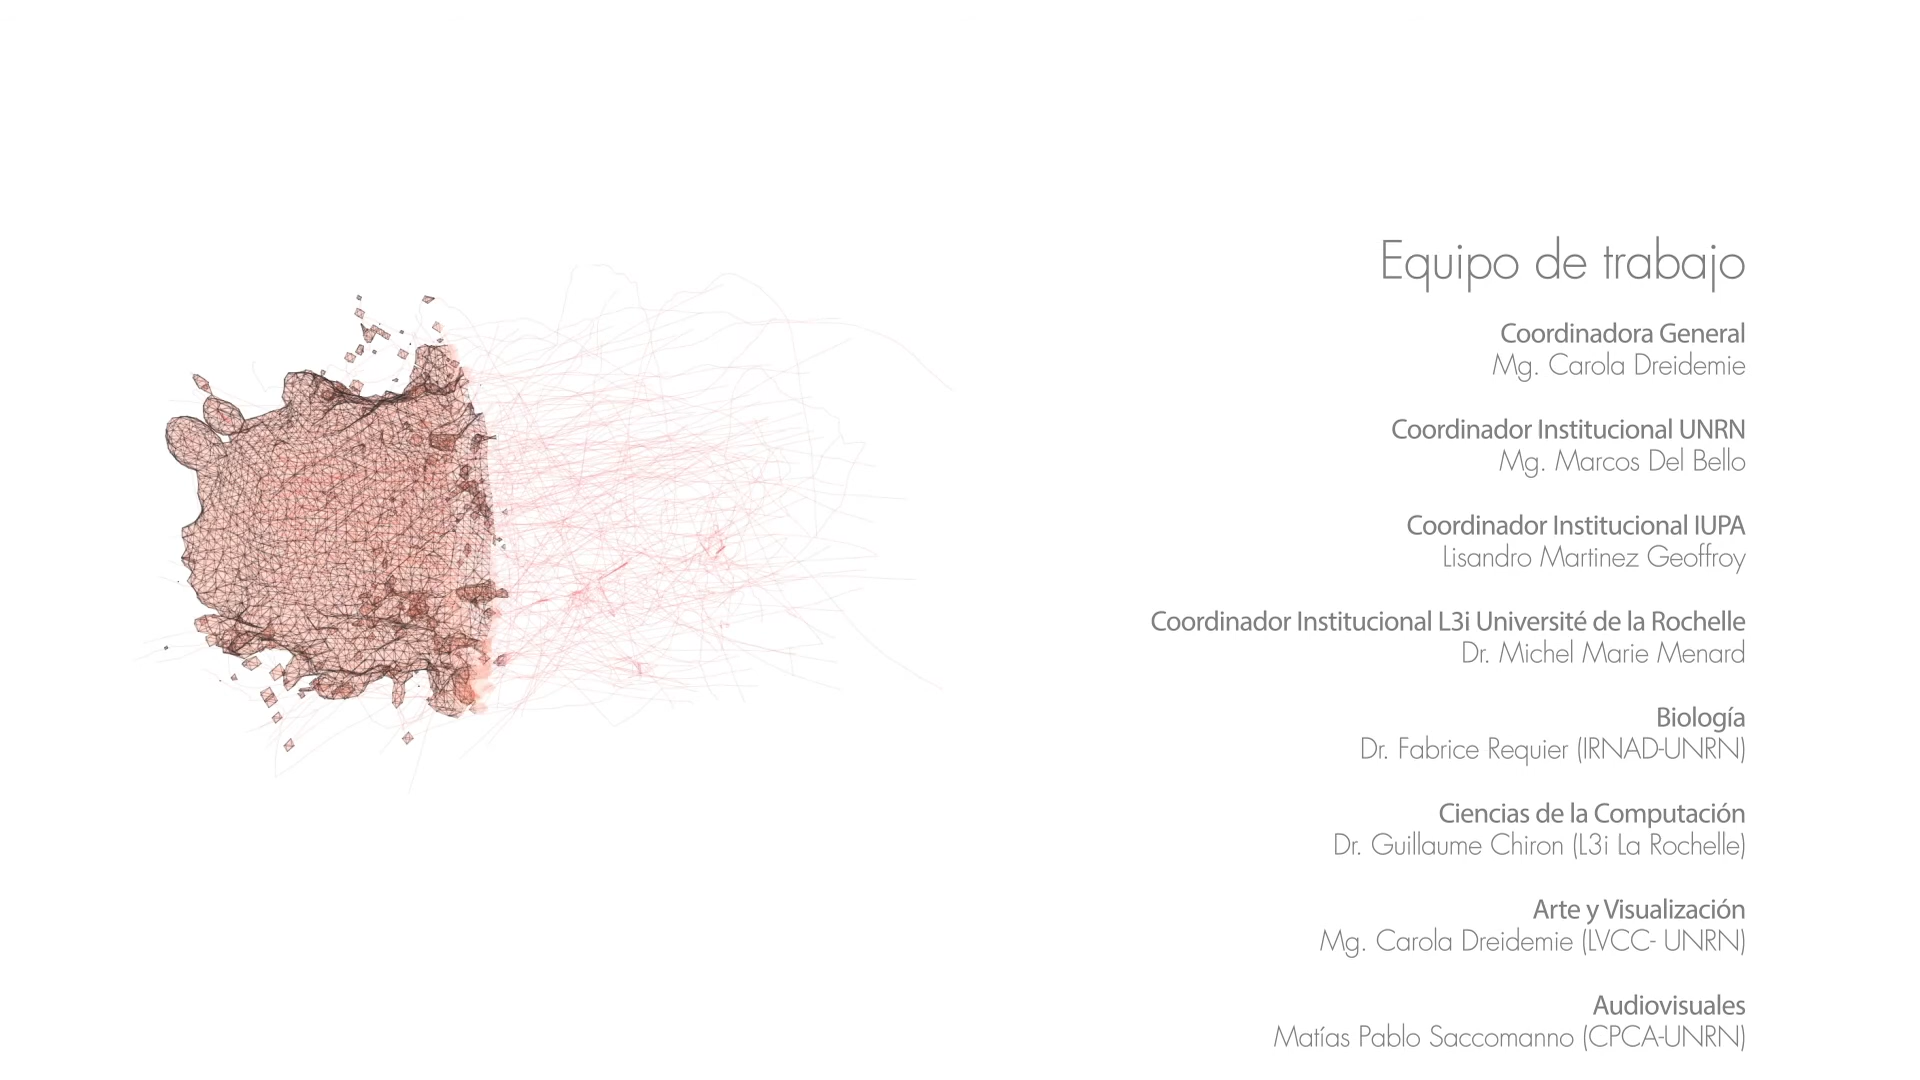 Equipo de trabajo
Coordinadora General
Mg. Carola Dreidemie
Coordinador Institucional UNRN
Mg. Marcos Del Bello
Coordinador Institucional IUPA
Lisandro Martinez Geoffroy
Coordinador Institucional L3i Université de la Rochelle
Dr. Michel Marie Menard
Biología
Dr. Fabrice Requier (IRNAD-UNRN)
Ciencias de la Computación
Dr. Guillaume Chiron (L3i La Rochelle)
Arte y Visualización
Mg. Carola Dreidemie (LVCC- UNRN)
Audiovisuales
Matías Pablo Saccomanno (CPCA-UNRN)